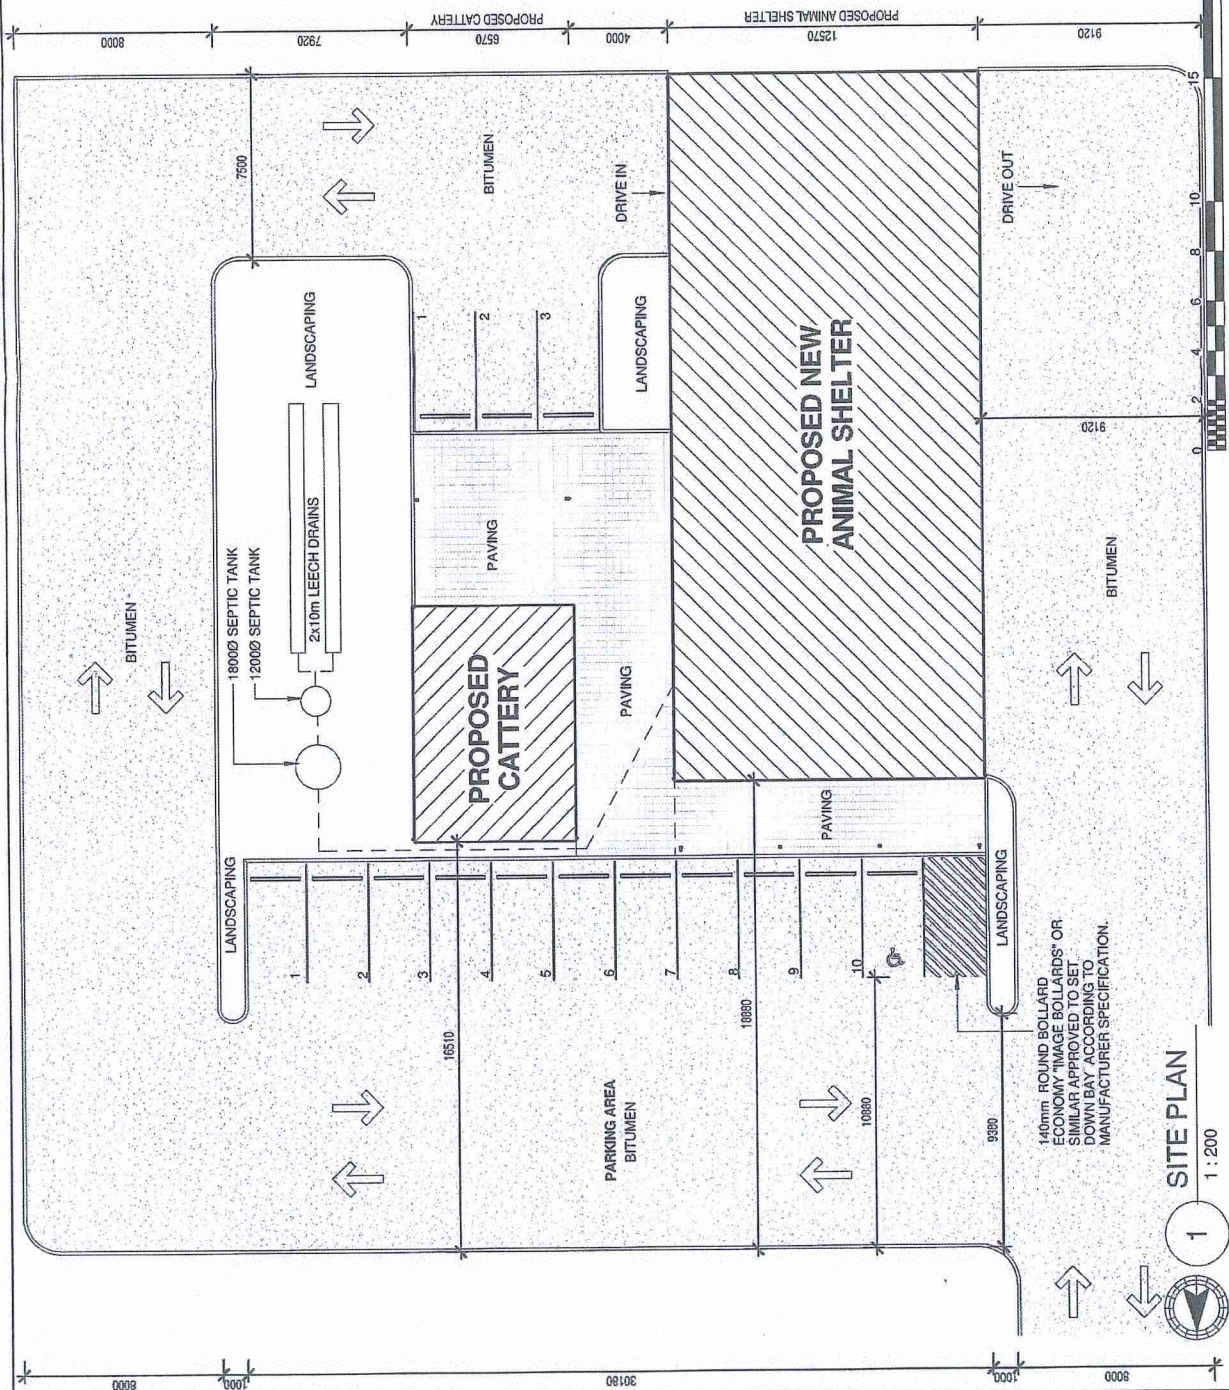 8000
7920
6570
PROPOSED CATTERY
4000
12570
PROPOSED ANIMAL SHELTER
9120
7500
BITUMEN
DRIVE IN
DRIVE OUT
LANDSCAPING
1
2
3
LANDSCAPING
BITUMEN
1800Ø SEPTIC TANK
1200Ø SEPTIC TANK
2x10m LEECH DRAINS
PAVING
PROPOSED
CATTERY
PAVING
PROPOSED NEW
ANIMAL SHELTER
9120
BITUMEN
PAVING
LANDSCAPING
LANDSCAPING
1
2
3
4
5
6
7
8
9
10
16510
18880
10880
9380
PARKING AREA
BITUMEN
140mm ROUND BOLLARD
ECONOMY "IMAGE BOLLARDS" OR
SIMILAR APPROVED TO SET
DOWN BAY ACCORDING TO
MANUFACTURER SPECIFICATION.
1
SITE PLAN
1 : 200
0 2 4 6 8 10 15
8000
1000
30180
1000
8000